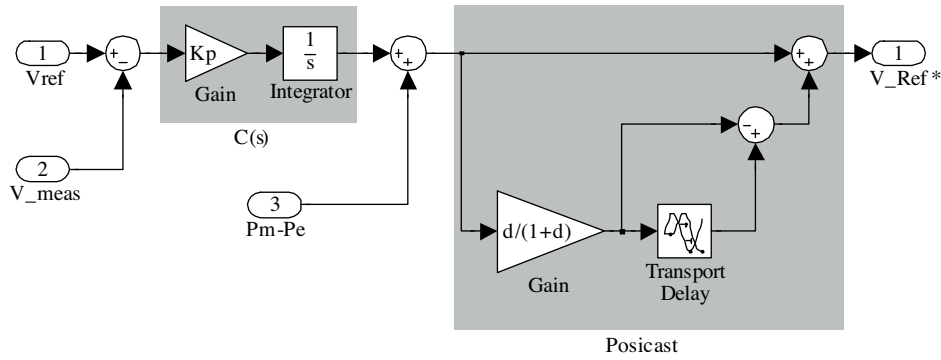 1
Vref
+
−
Kp
Gain
1
s
Integrator
C(s)
+
+
+
+
1
V_Ref *
2
V_meas
3
Pm-Pe
-
+
d/(1+d)
Gain
Transport
Delay
Posicast